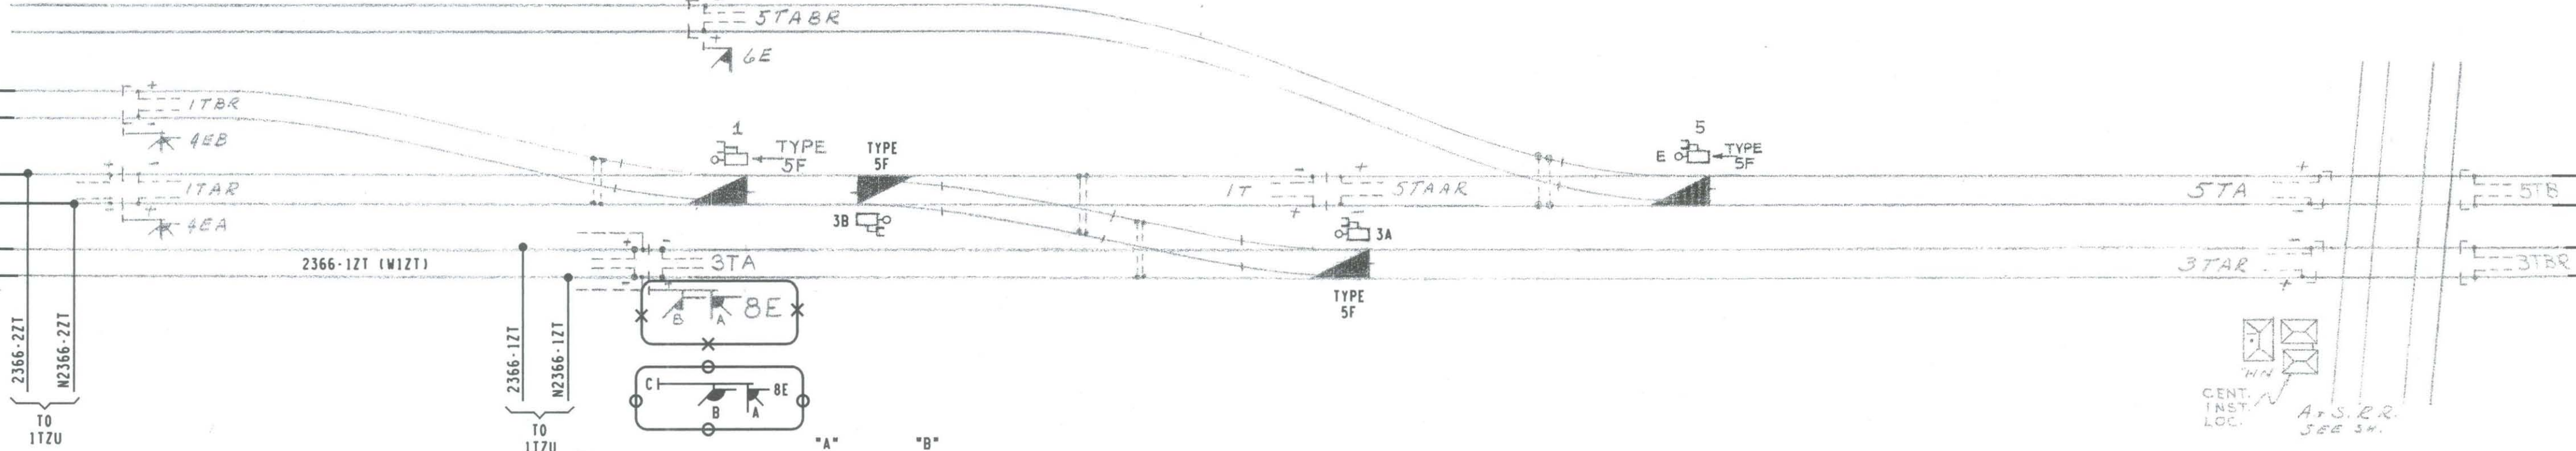 5TABR
6E
1TBR
4EB
1
TYPE
5F
TYPE
5F
5
E
TYPE
5F
1TAR
1T
5TAAR
5TA
5TB
4EA
3B
E
3A
2366-1ZT (W1ZT)
3TA
3TAR
3TBR
B
A
8E
TYPE
5F
2366-2ZT
N2366-2ZT
2366-1ZT
N2366-1ZT
C
8E
B
A
CENT.
INST.
LOC.
A & S. R.R.
SEE SH.
TO
1TZU
TO
1TZU
"A"
"B"